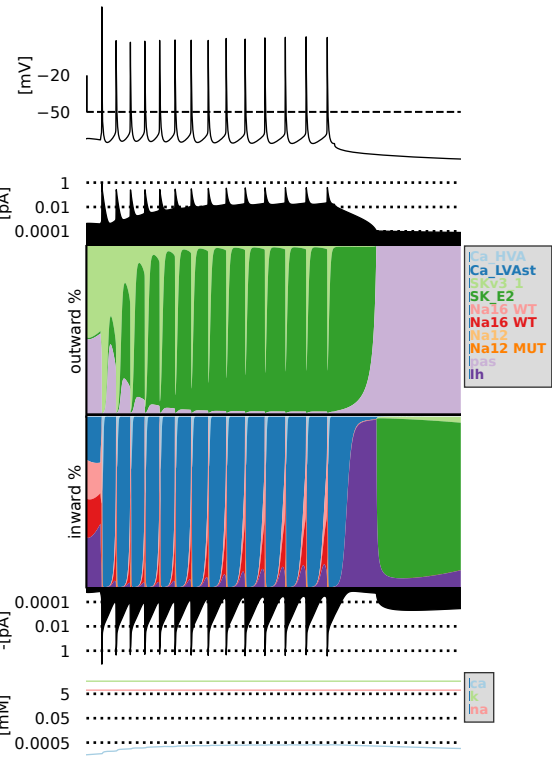 [mV]
−20
−50
[pA]
1
0.01
0.0001
outward %
Ca_HVA
Ca_LVAst
SKv3_1
SK_E2
Na16 WT
Na16 WT
Na12
Na12 MUT
pas
Ih
inward %
-[pA]
0.0001
0.01
1
[mM]
5
0.05
0.0005
ca
k
na